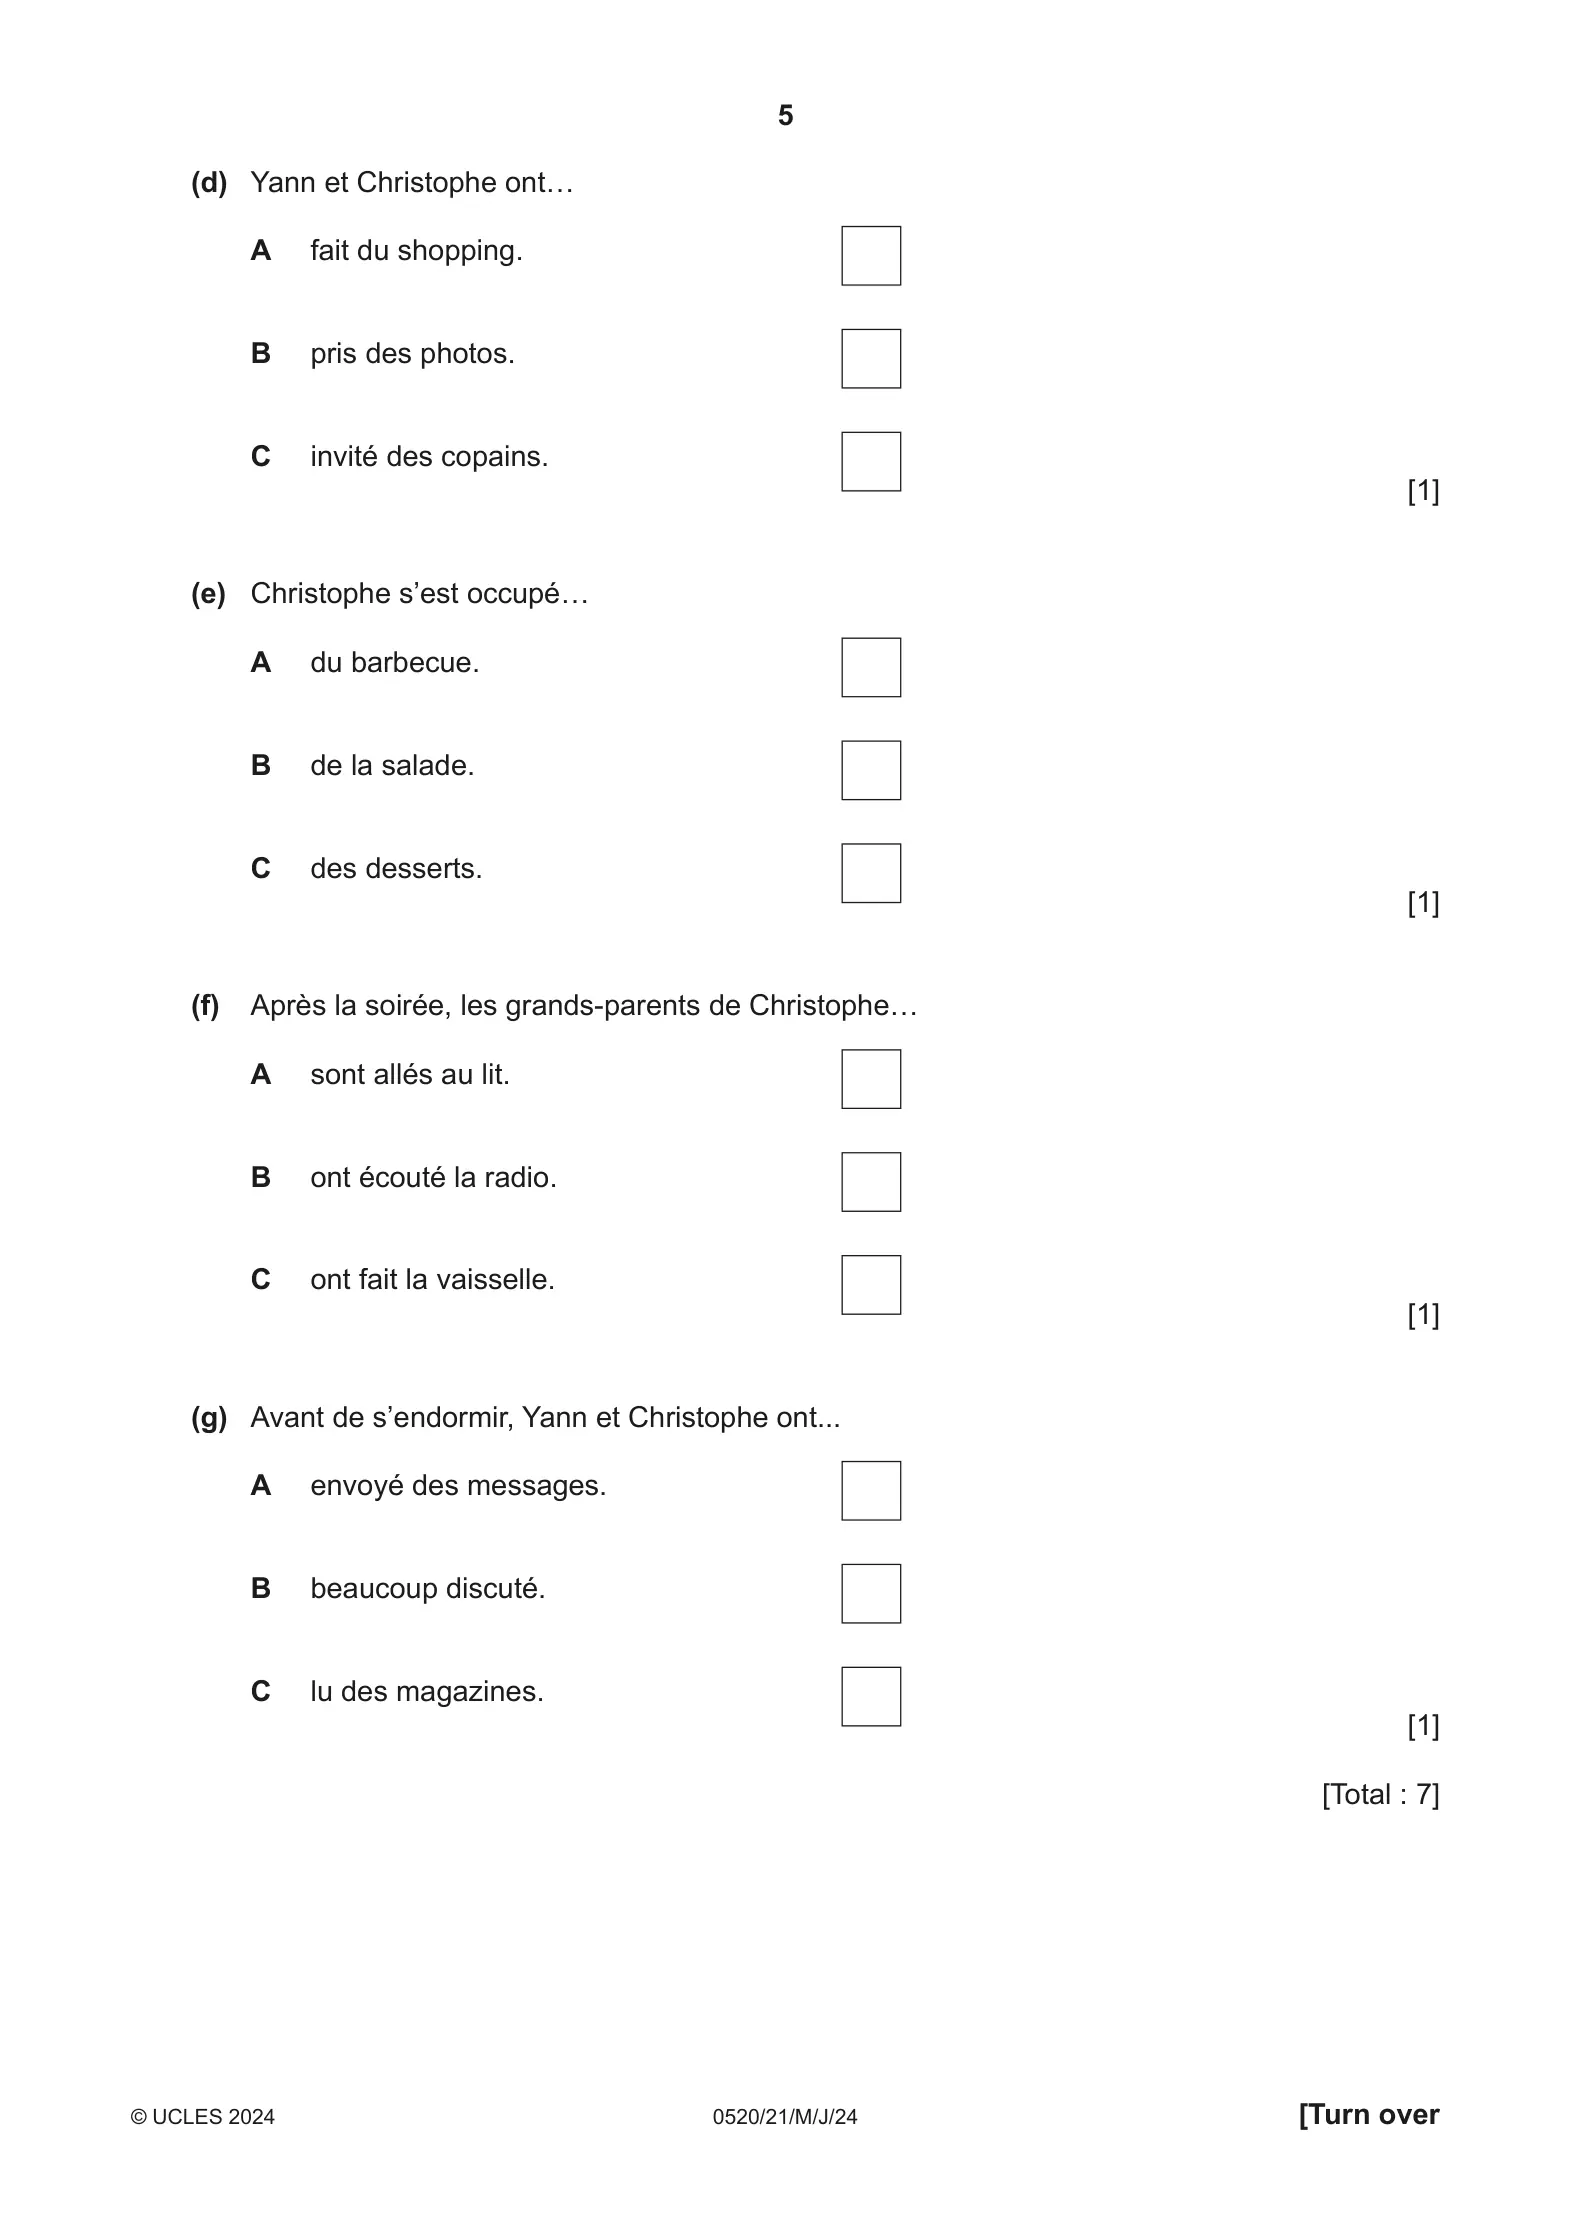 5
(d) Yann et Christophe ont…
A fait du shopping.
B pris des photos.
C invité des copains.
[1]
(e) Christophe s’est occupé…
A du barbecue.
B de la salade.
C des desserts.
[1]
(f) Après la soirée, les grands-parents de Christophe…
A sont allés au lit.
B ont écouté la radio.
C ont fait la vaisselle.
[1]
(g) Avant de s’endormir, Yann et Christophe ont...
A envoyé des messages.
B beaucoup discuté.
C lu des magazines.
[1]
[Total : 7]
© UCLES 2024 0520/21/M/J/24 [Turn over